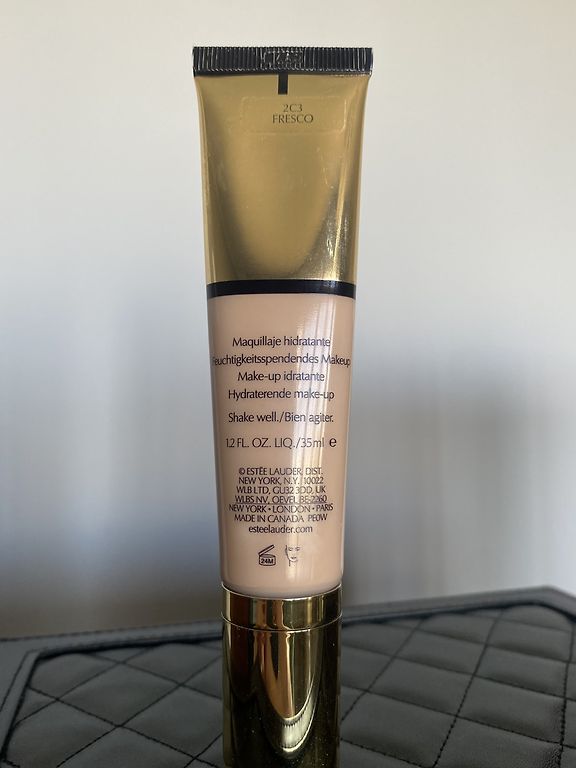 2C3
FRESCO
Maquillaje hidratante
Feuchtigkeitsspendendes Makeup
Make-up idratante
Hydraterende make-up
Shake well./Bien agiter.
1.2 FL. OZ. LIQ./35ml e
© ESTĒE LAUDER, DIST.
NEW YORK, N.Y. 10022
WLB LTD, GU32 3DD, UK
WLBS NV, OEVEL BE-2260
NEW YORK • LONDON • PARIS
MADE IN CANADA PE0W
esteelauder.com
24M